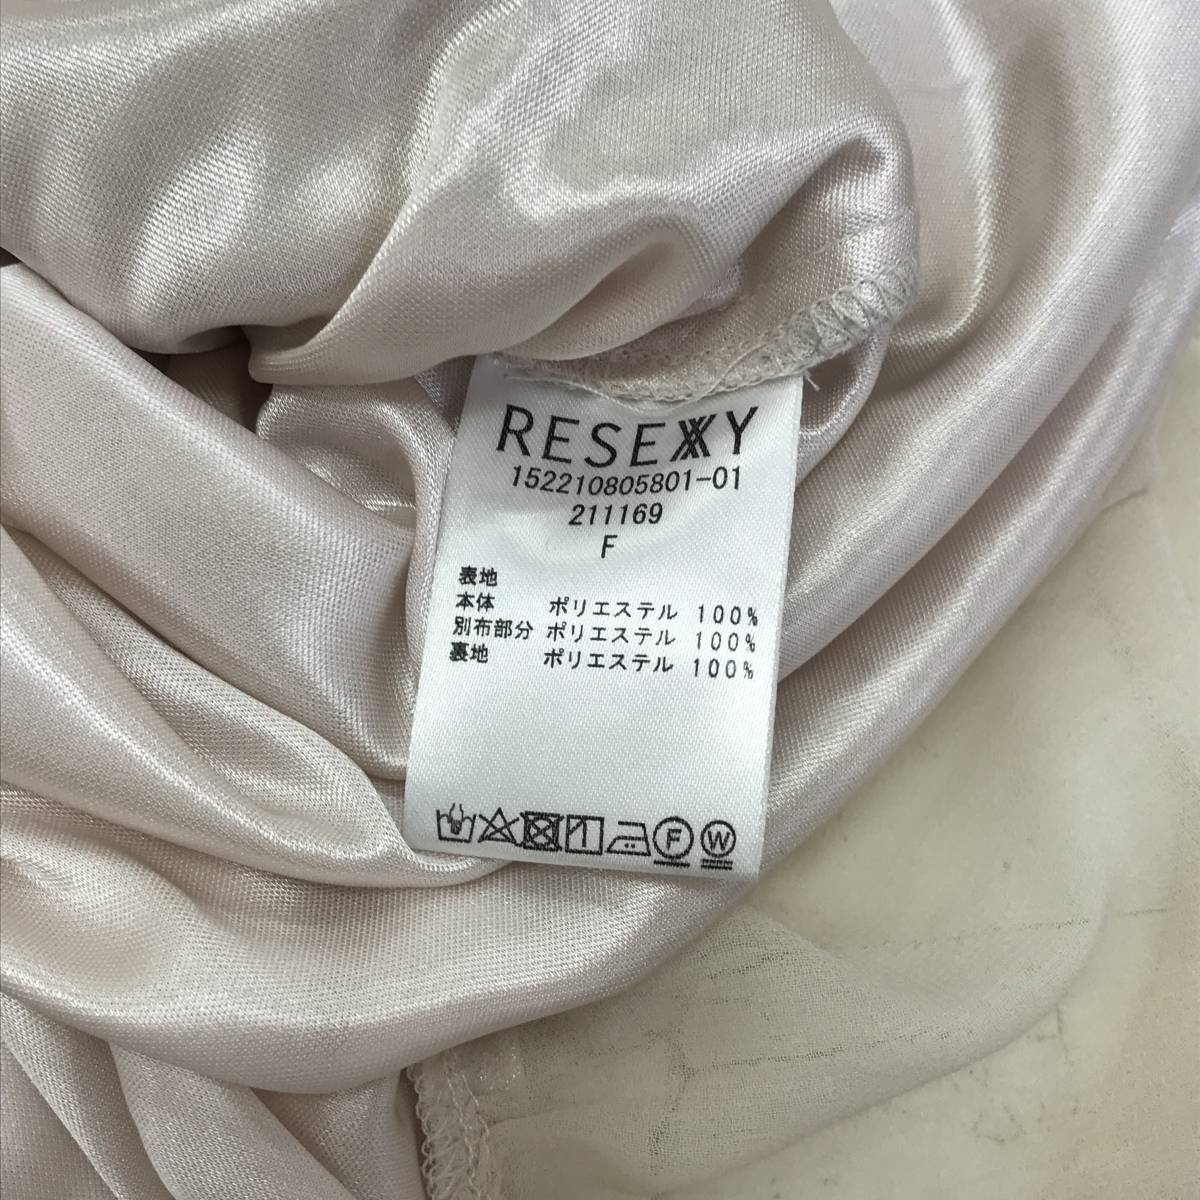 RESEXXY
152210805801-01
211169
F
表地
本体 ポリエステル 100%
別布部分 ポリエステル 100%
裏地 ポリエステル 100%
F W